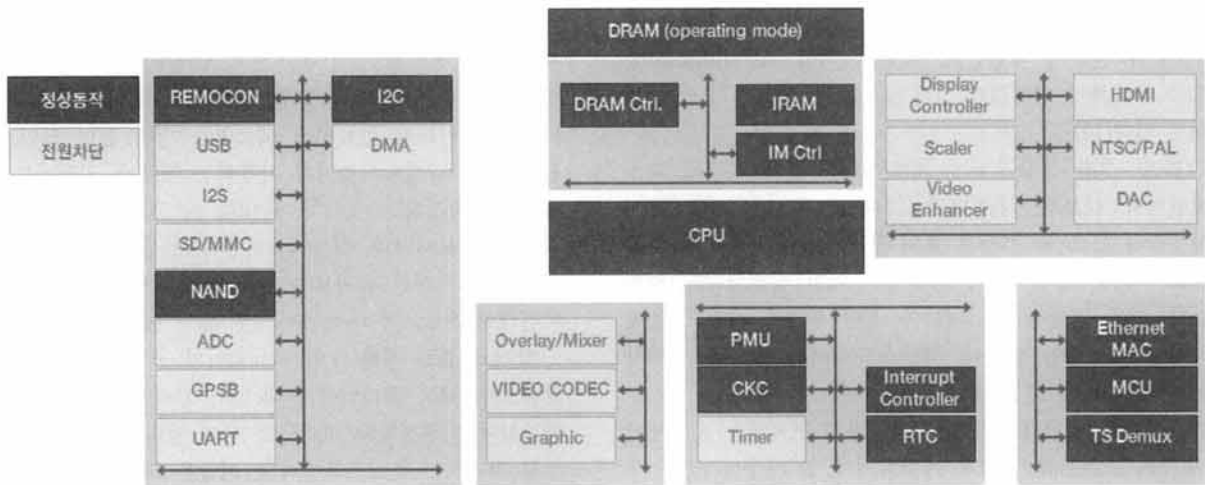 정상동작
전원차단
REMOCON
I2C
USB
DMA
I2S
SD/MMC
NAND
ADC
GPSB
UART
DRAM (operating mode)
DRAM Ctrl.
IRAM
IM Ctrl
CPU
Display
Controller
HDMI
Scaler
NTSC/PAL
Video
Enhancer
DAC
Overlay/Mixer
VIDEO CODEC
Graphic
PMU
CKC
Interrupt
Controller
Timer
RTC
Ethernet
MAC
MCU
TS Demux